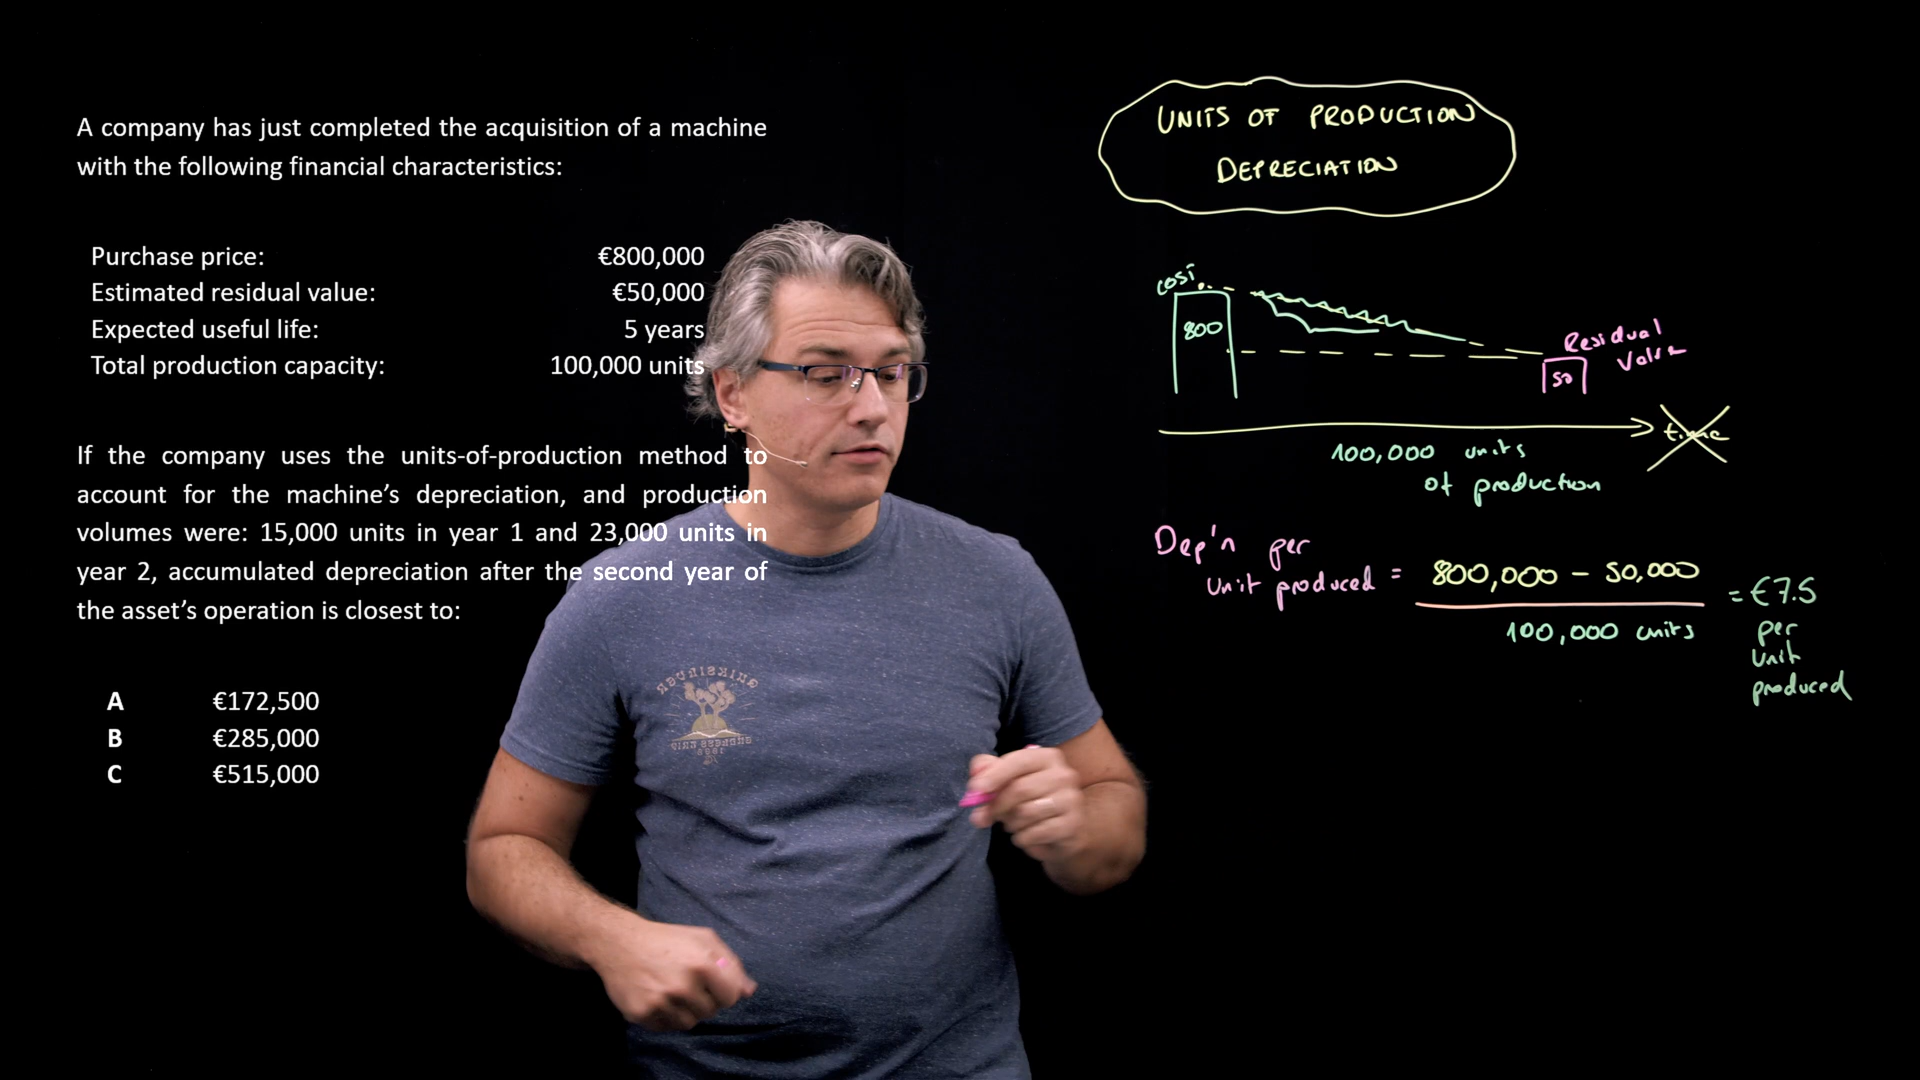 A company has just completed the acquisition of a machine
with the following financial characteristics:
Purchase price: €800,000
Estimated residual value: €50,000
Expected useful life: 5 years
Total production capacity: 100,000 units
If the company uses the units-of-production method to
account for the machine's depreciation, and production
volumes were: 15,000 units in year 1 and 23,000 units in
year 2, accumulated depreciation after the second year of
the asset's operation is closest to:
A €172,500
B €285,000
C €515,000
UNITS OF PRODUCTION
DEPRECIATION
cost
800
Residual
Value
50
time
100,000 units
of production
Dep'n per
unit produced = 800,000 - 50,000
100,000 units
= €7.5
per
unit
produced
QUIKSILVER